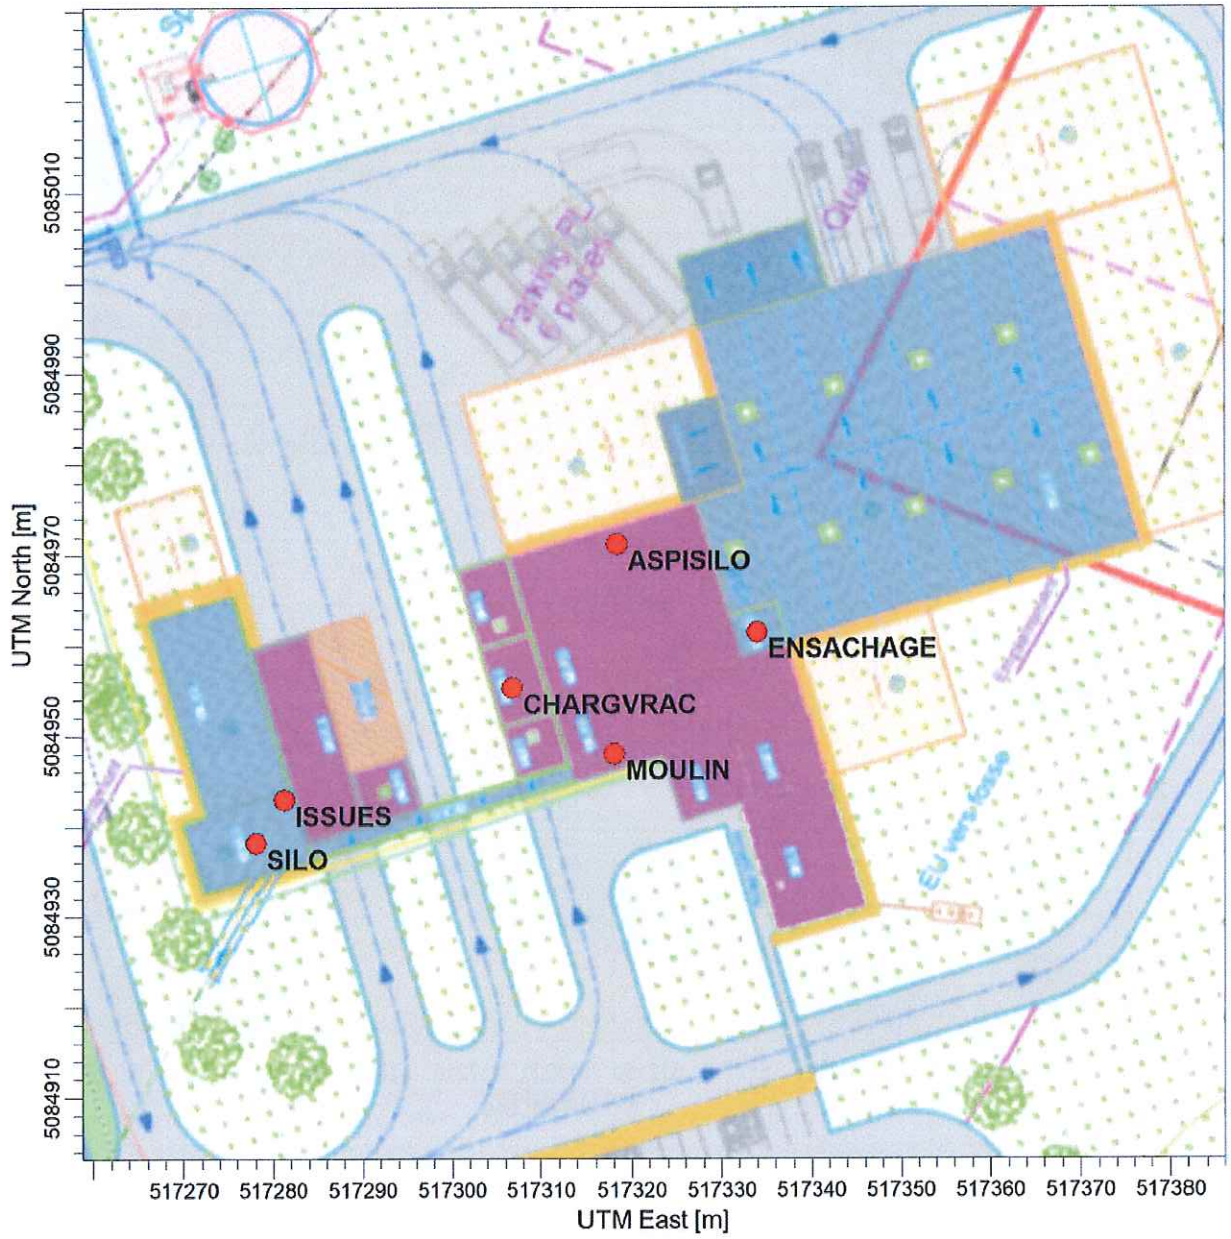 5085010
Parking PL
6 places
Quai
5084990
UTM North [m]
5084970
ASPISILO
ENSACHAGE
CHARGVRAC
5084950
MOULIN
ISSUES
SILO
EU vers fosse
5084930
5084910
517270
517280
517290
517300
517310
517320
517330
517340
517350
517360
517370
517380
UTM East [m]